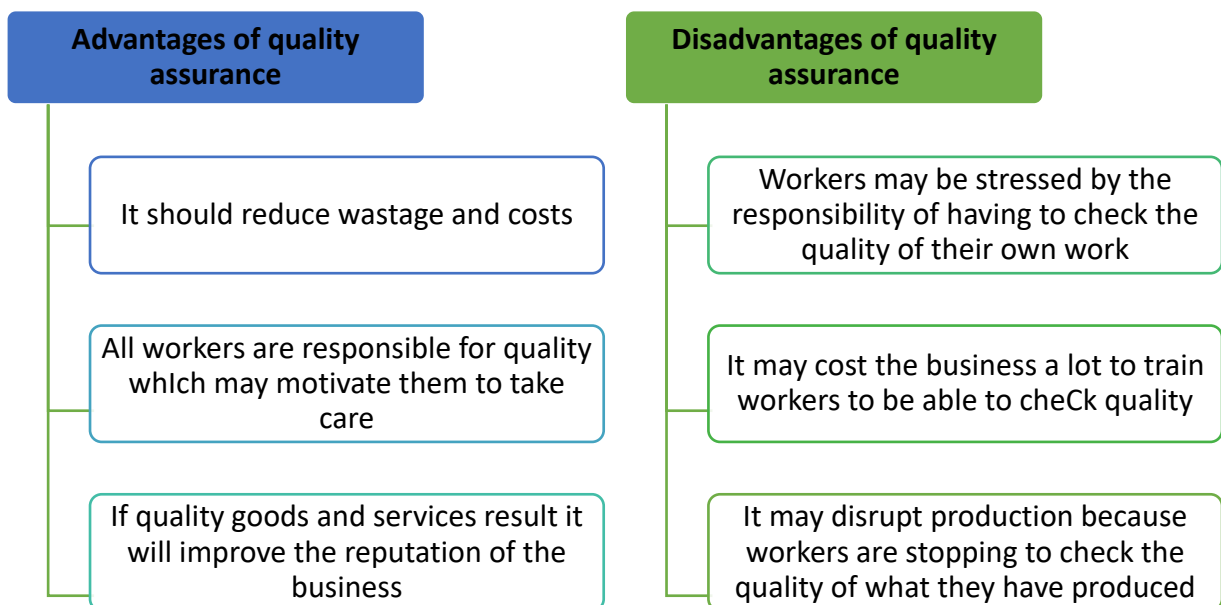 Advantages of quality
assurance
It should reduce wastage and costs
All workers are responsible for quality
whIch may motivate them to take
care
If quality goods and services result it
will improve the reputation of the
business
Disadvantages of quality
assurance
Workers may be stressed by the
responsibility of having to check the
quality of their own work
It may cost the business a lot to train
workers to be able to cheCk quality
It may disrupt production because
workers are stopping to check the
quality of what they have produced